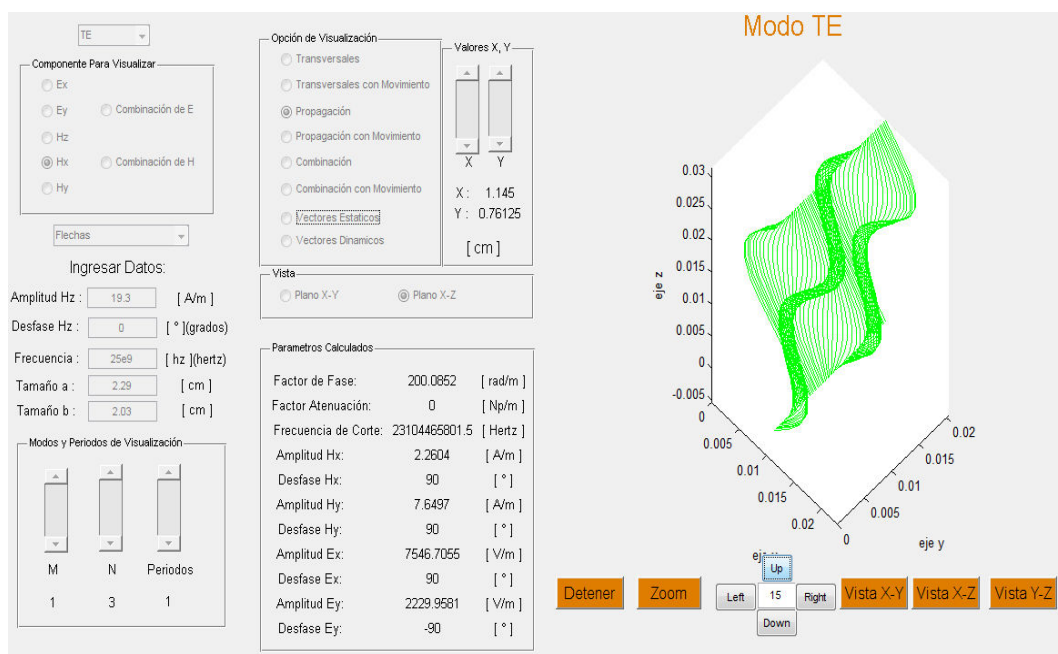 TE
Componente Para Visualizar
Ex
Ey
Combinación de E
Hz
Hx
Combinación de H
Hy
Flechas
Ingresar Datos:
Amplitud Hz : 19.3 [ A/m ]
Desfase Hz : 0 [ ° ](grados)
Frecuencia : 25e9 [ hz ](hertz)
Tamaño a : 2.29 [ cm ]
Tamaño b : 2.03 [ cm ]
Modos y Periodos de Visualización
M N Periodos
1 3 1
Opción de Visualización
Transversales
Transversales con Movimiento
Propagación
Propagación con Movimiento
Combinación
Combinación con Movimiento
Vectores Estaticos
Vectores Dinamicos
Valores X, Y
X Y
X : 1.145
Y : 0.76125
[ cm ]
Vista
Plano X-Y Plano X-Z
Parametros Calculados
Factor de Fase: 200.0852 [ rad/m ]
Factor Atenuación: 0 [ Np/m ]
Frecuencia de Corte: 23104465801.5 [ Hertz ]
Amplitud Hx: 2.2604 [ A/m ]
Desfase Hx: 90 [ ° ]
Amplitud Hy: 7.6497 [ A/m ]
Desfase Hy: 90 [ ° ]
Amplitud Ex: 7546.7055 [ V/m ]
Desfase Ex: 90 [ ° ]
Amplitud Ey: 2229.9581 [ V/m ]
Desfase Ey: -90 [ ° ]
Modo TE
0.03
0.025
0.02
0.015
0.01
0.005
0
-0.005
eje z
0
0.005
0.01
0.015
0.02
0
0.005
0.01
0.015
0.02
eje y
Detener
Zoom
Up
Left 15 Right
Down
Vista X-Y
Vista X-Z
Vista Y-Z